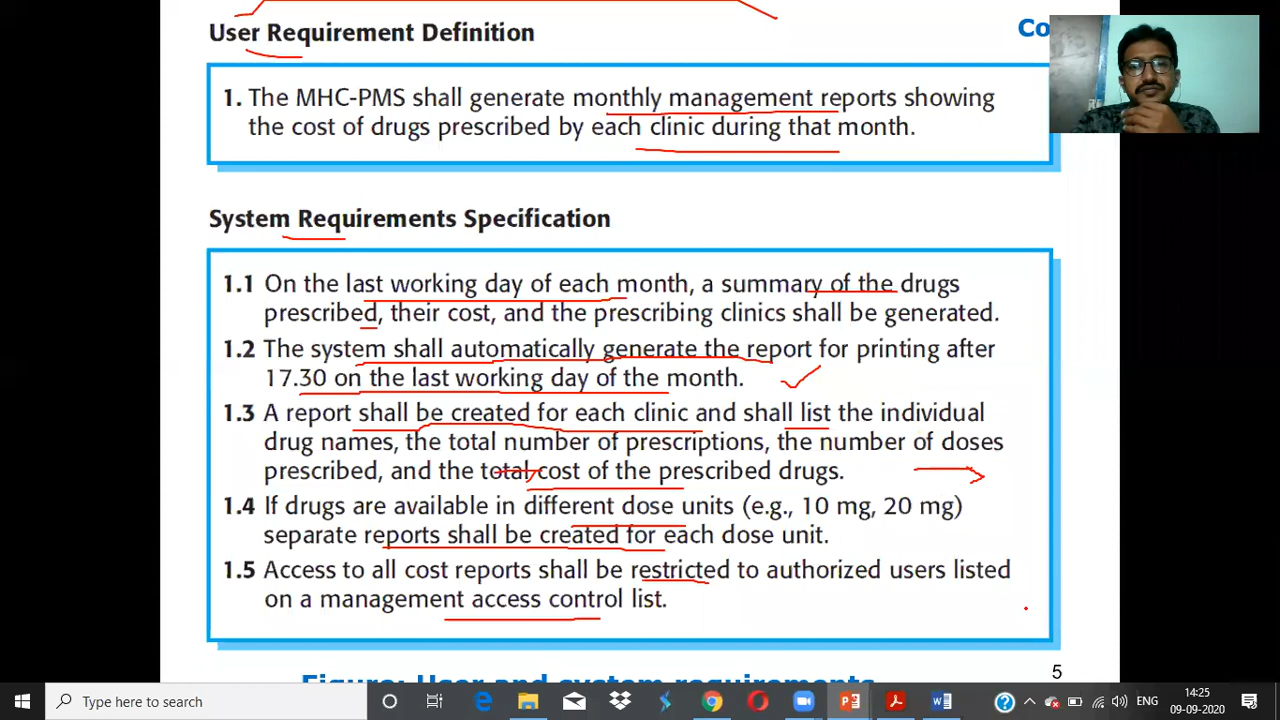 User Requirement Definition
Co
1. The MHC-PMS shall generate monthly management reports showing
the cost of drugs prescribed by each clinic during that month.
System Requirements Specification
1.1 On the last working day of each month, a summary of the drugs
prescribed, their cost, and the prescribing clinics shall be generated.
1.2 The system shall automatically generate the report for printing after
17.30 on the last working day of the month.
1.3 A report shall be created for each clinic and shall list the individual
drug names, the total number of prescriptions, the number of doses
prescribed, and the total cost of the prescribed drugs.
1.4 If drugs are available in different dose units (e.g., 10 mg, 20 mg)
separate reports shall be created for each dose unit.
1.5 Access to all cost reports shall be restricted to authorized users listed
on a management access control list.
Figure: User and system requirements
5
Type here to search
ENG
14:25
09-09-2020